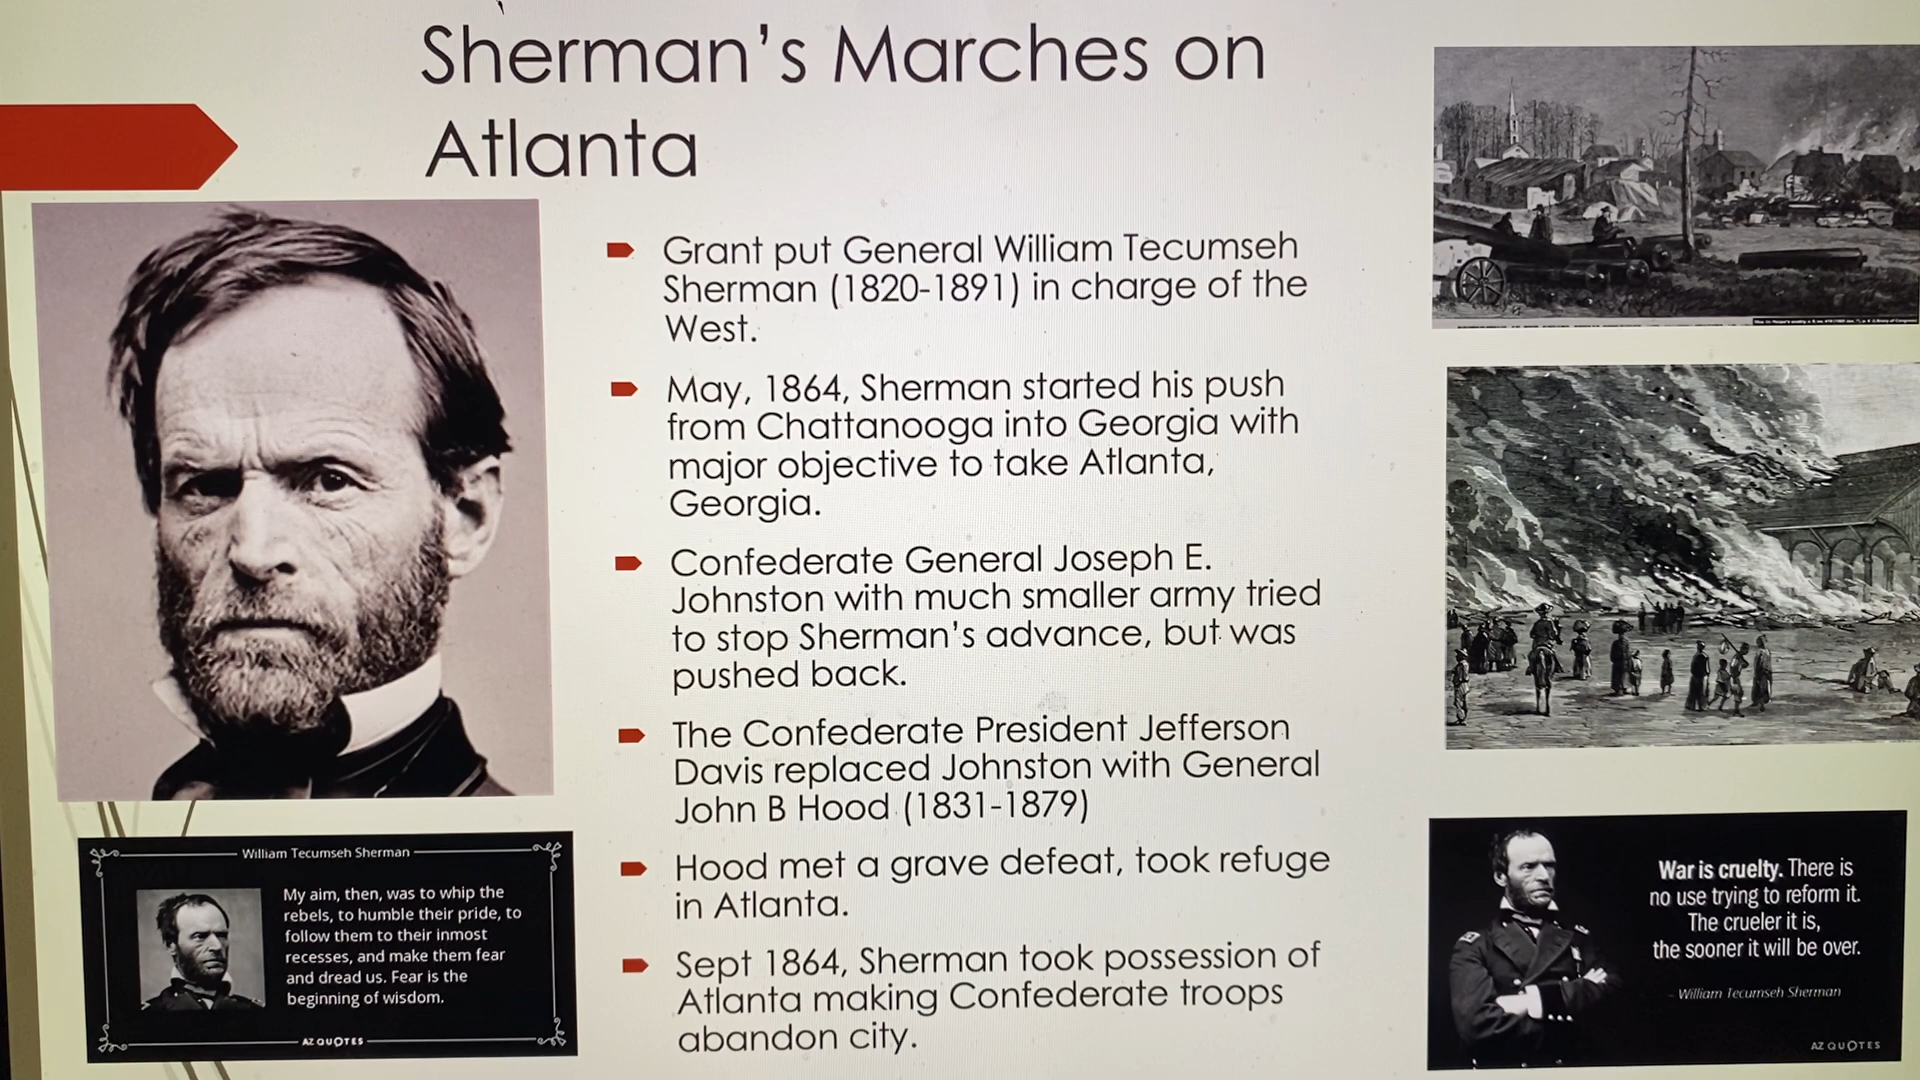 Sherman's Marches on
Atlanta
Grant put General William Tecumseh
Sherman (1820-1891) in charge of the
West.
May, 1864, Sherman started his push
from Chattanooga into Georgia with
major objective to take Atlanta,
Georgia.
Confederate General Joseph E.
Johnston with much smaller army tried
to stop Sherman's advance, but was
pushed back.
The Confederate President Jefferson
Davis replaced Johnston with General
John B Hood (1831-1879)
Hood met a grave defeat, took refuge
in Atlanta.
Sept 1864, Sherman took possession of
Atlanta making Confederate troops
abandon city.
William Tecumseh Sherman
My aim, then, was to whip the
rebels, to humble their pride, to
follow them to their inmost
recesses, and make them fear
and dread us. Fear is the
beginning of wisdom.
AZ QUOTES
War is cruelty. There is
no use trying to reform it.
The crueler it is,
the sooner it will be over.
- William Tecumseh Sherman
AZ QUOTES